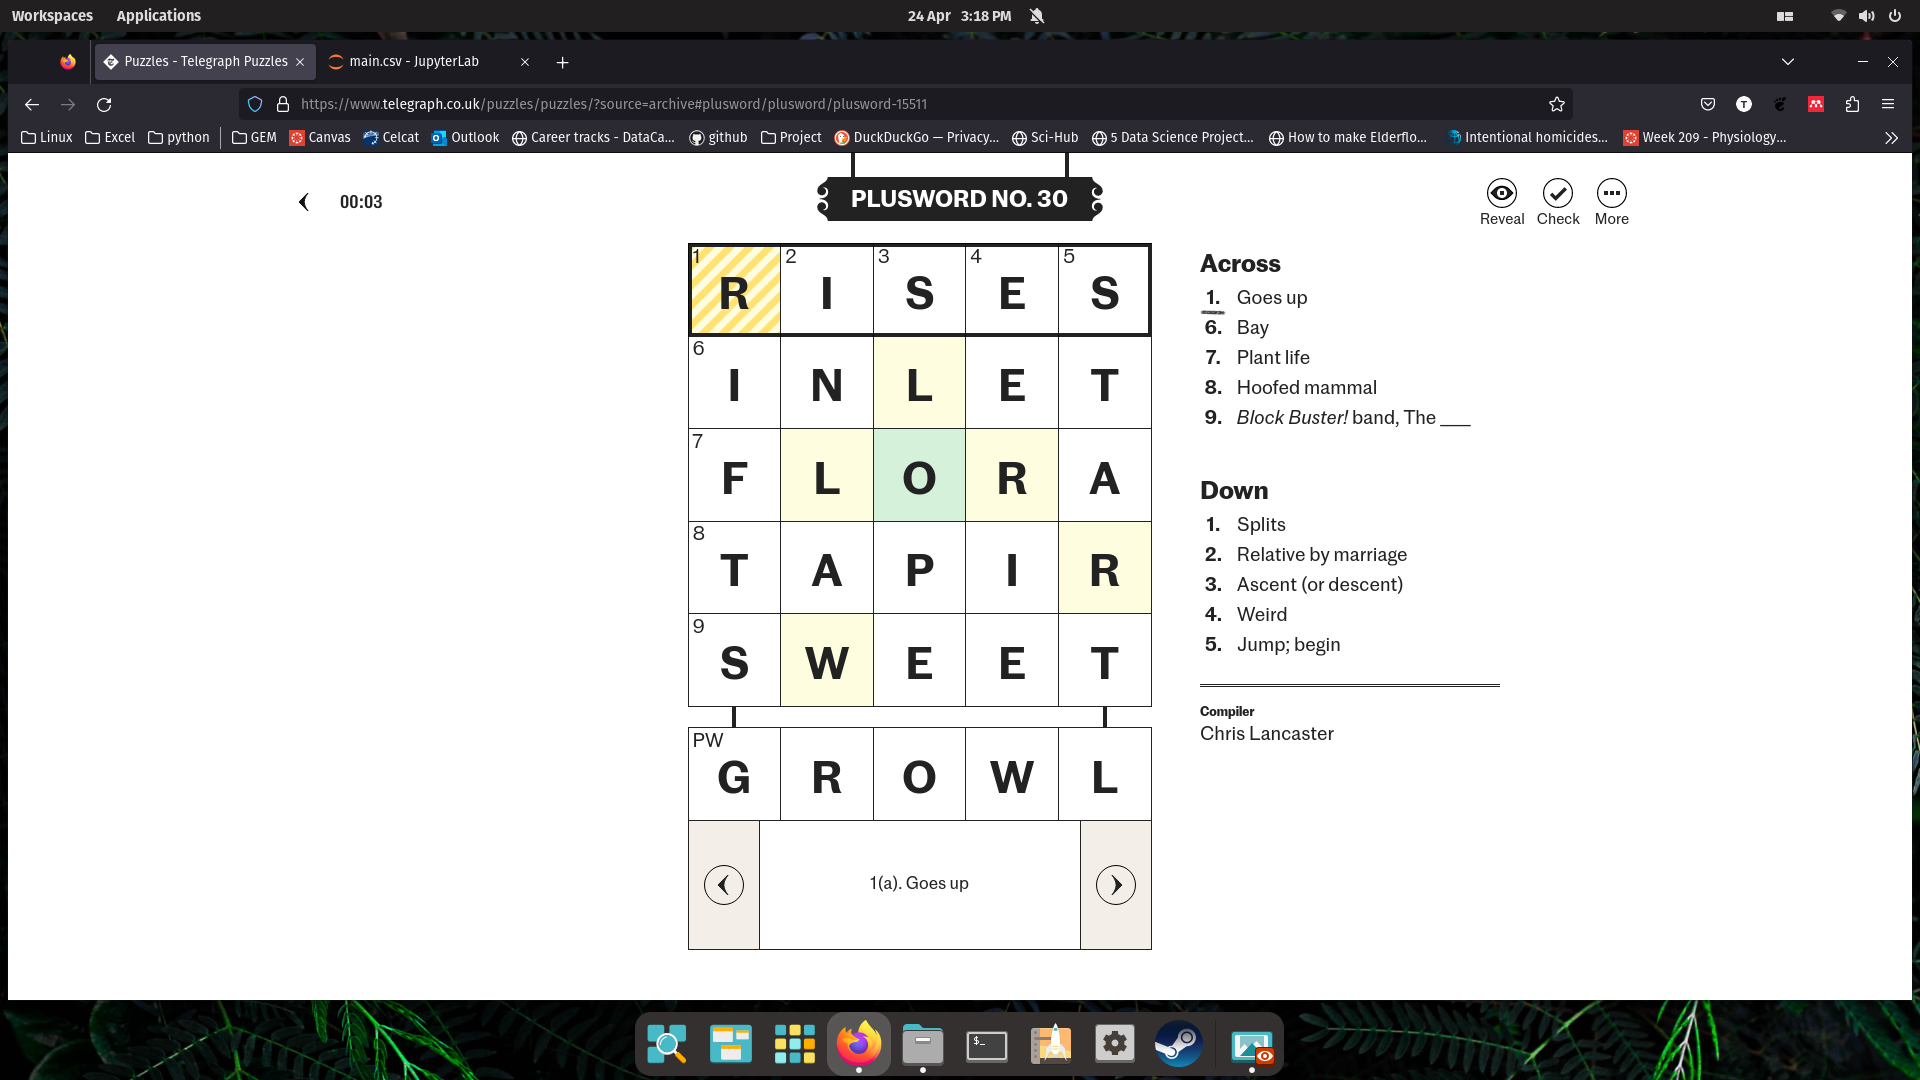 Workspaces Applications 24 Apr 3:18 PM
Puzzles - Telegraph Puzzles main.csv - JupyterLab
https://www.telegraph.co.uk/puzzles/puzzles/?source=archive#plusword/plusword/plusword-15511
Linux Excel python GEM Canvas Celcat Outlook Career tracks - DataCa... github Project DuckDuckGo — Privacy... Sci-Hub 5 Data Science Project... How to make Elderflo... Intentional homicides... Week 209 - Physiology...
00:03
PLUSWORD NO. 30
Reveal Check More
1 R 2 I 3 S 4 E 5 S
6 I N L E T
7 F L O R A
8 T A P I R
9 S W E E T
PW G R O W L
1(a). Goes up
Across
1. Goes up
6. Bay
7. Plant life
8. Hoofed mammal
9. Block Buster! band, The ___
Down
1. Splits
2. Relative by marriage
3. Ascent (or descent)
4. Weird
5. Jump; begin
Compiler
Chris Lancaster